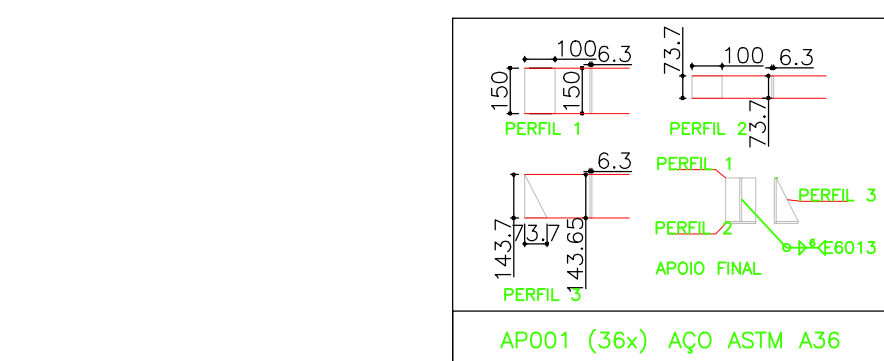 100 6.3
150
150
PERFIL 1
73.7
100 6.3
73.7
PERFIL 2
6.3
143.7
73.7
143.65
PERFIL 3
PERFIL 1
PERFIL 3
PERFIL 2
6 E6013
APOIO FINAL
AP001 (36x) AÇO ASTM A36